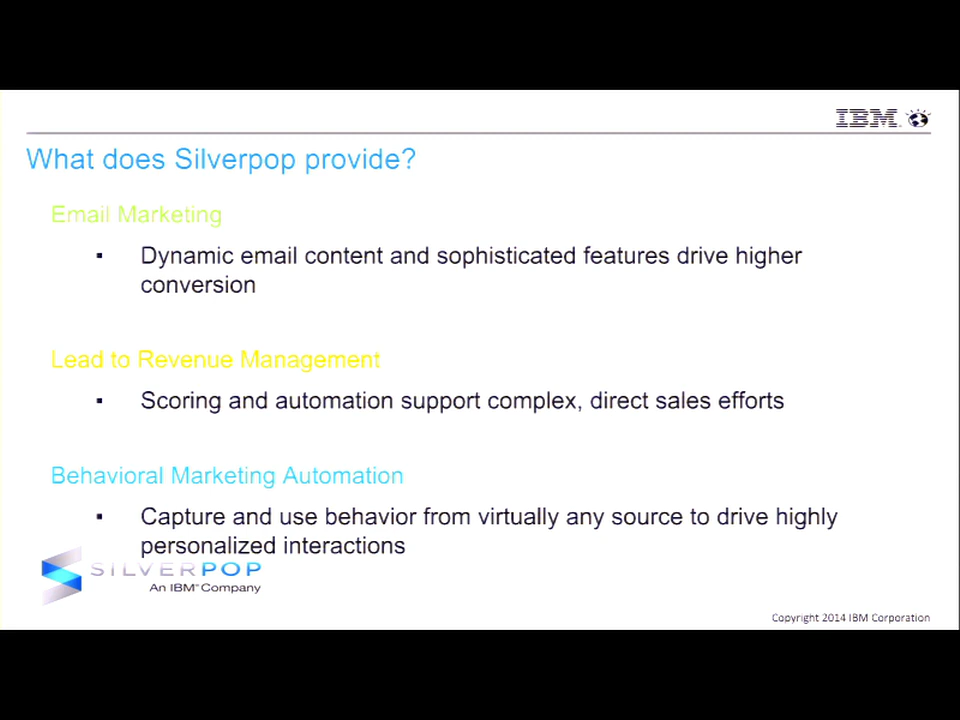 IBM
What does Silverpop provide?
Email Marketing
▪ Dynamic email content and sophisticated features drive higher
conversion
Lead to Revenue Management
▪ Scoring and automation support complex, direct sales efforts
Behavioral Marketing Automation
▪ Capture and use behavior from virtually any source to drive highly
personalized interactions
SILVERPOP
An IBM™ Company
Copyright 2014 IBM Corporation